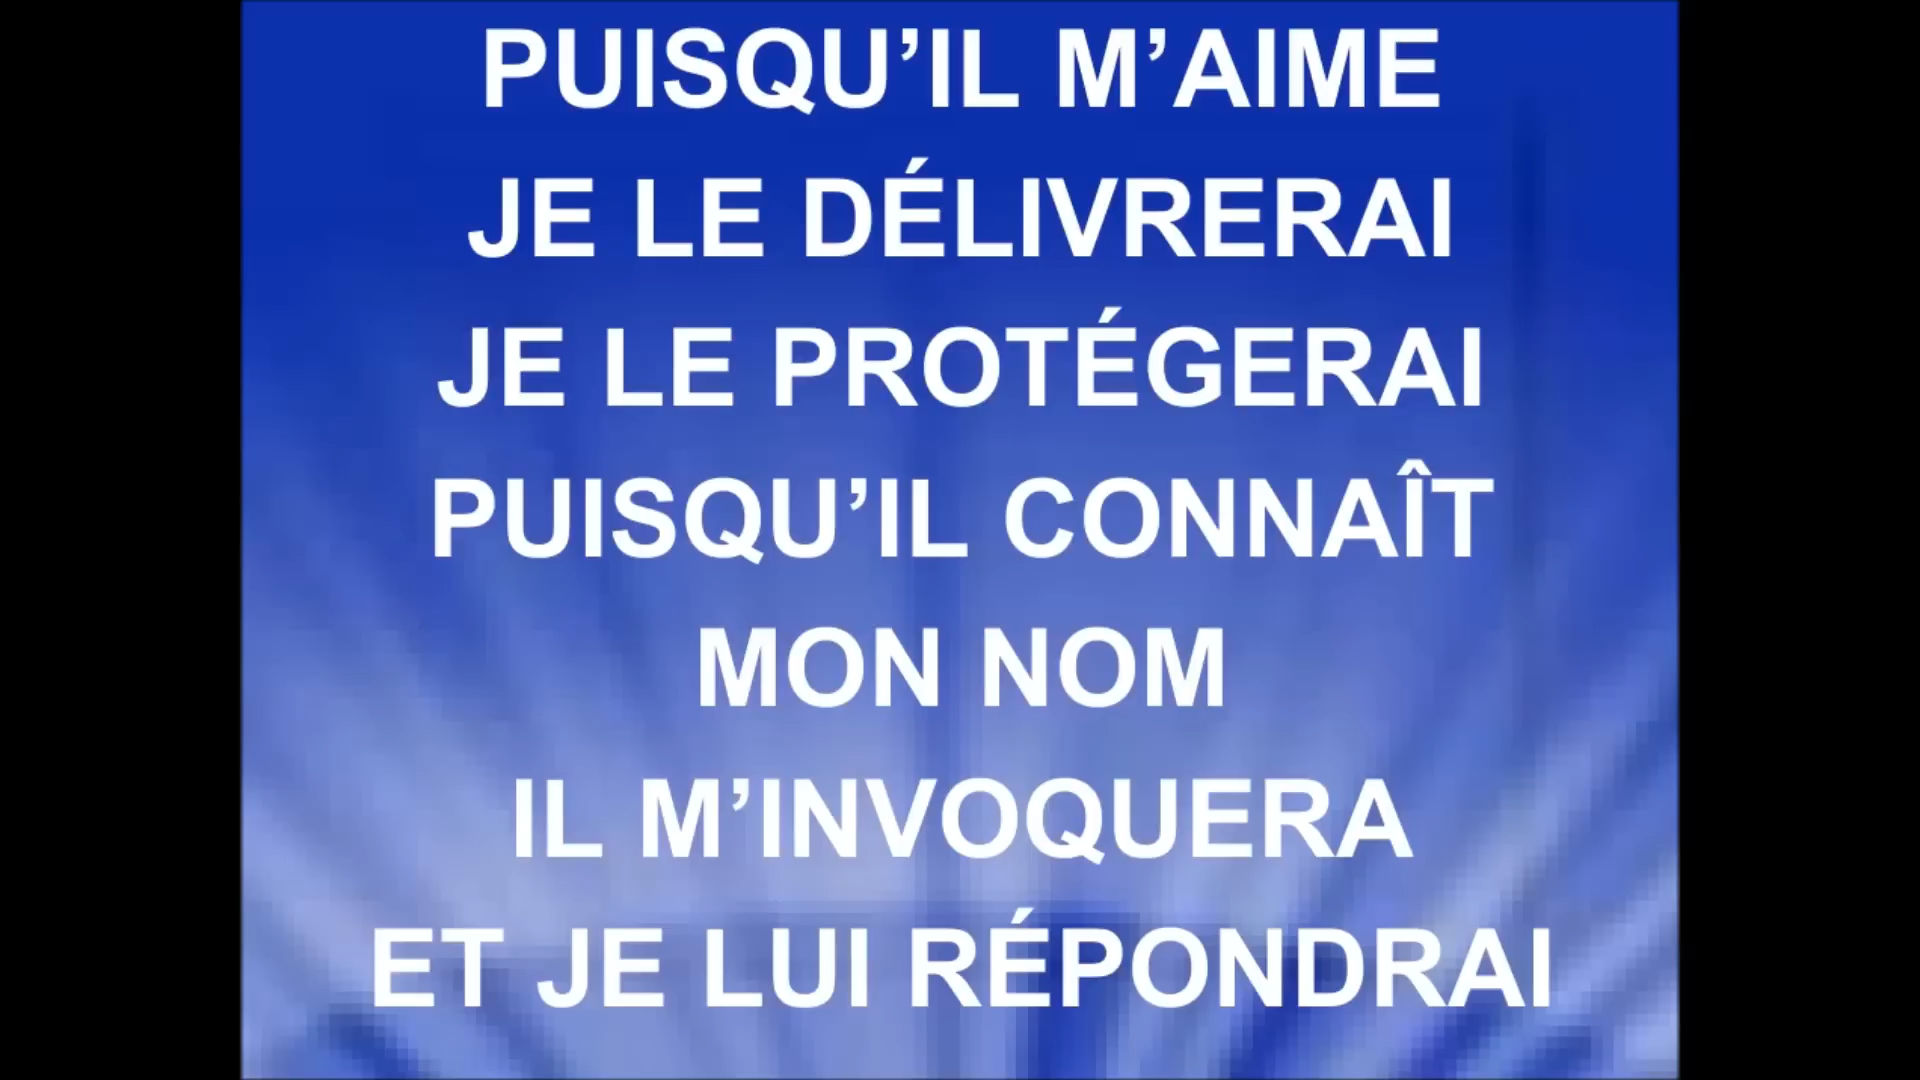 PUISQU’IL M’AIME
JE LE DÉLIVRERAI
JE LE PROTÉGERAI
PUISQU’IL CONNAÎT
MON NOM
IL M’INVOQUERA
ET JE LUI RÉPONDRAI